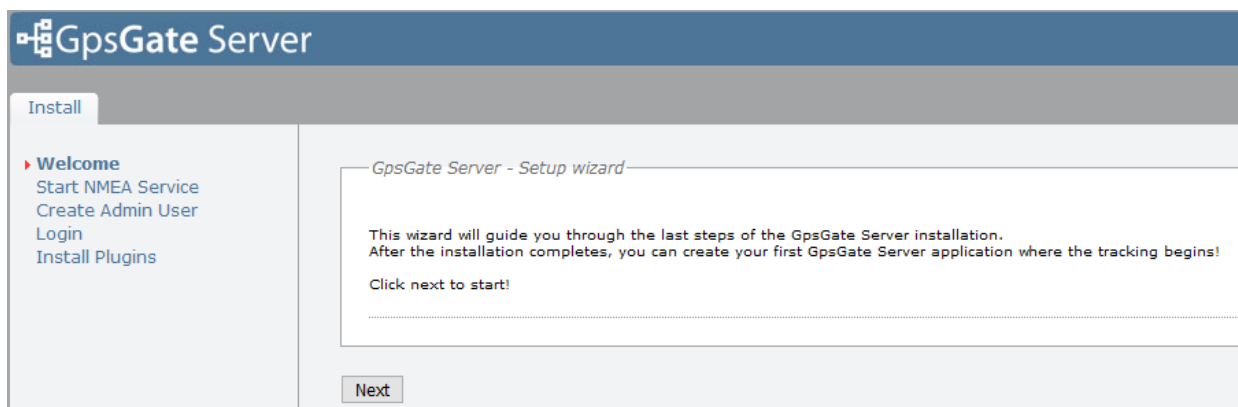 GpsGate Server
Install
Welcome
Start NMEA Service
Create Admin User
Login
Install Plugins
GpsGate Server - Setup wizard
This wizard will guide you through the last steps of the GpsGate Server installation.
After the installation completes, you can create your first GpsGate Server application where the tracking begins!
Click next to start!
Next